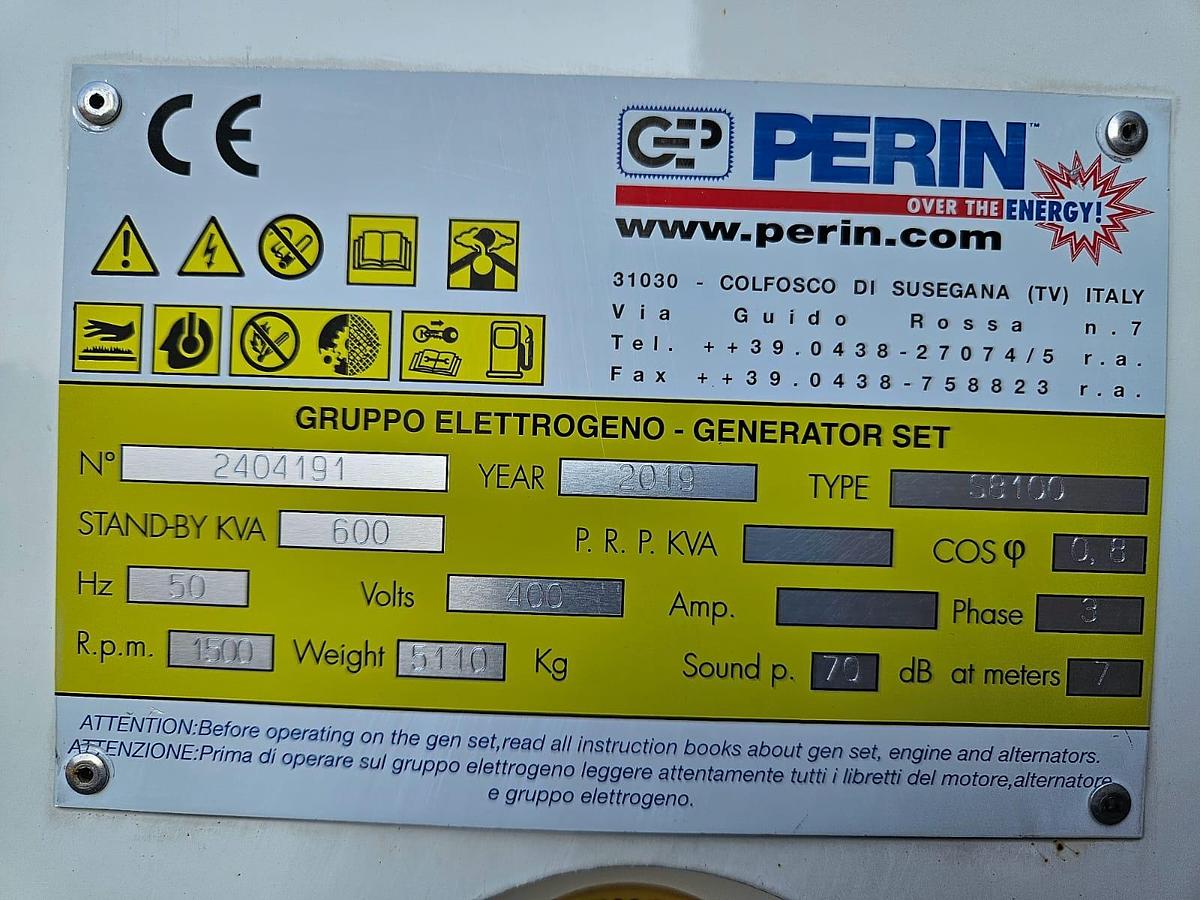 CE
GEP PERIN™
OVER THE ENERGY!
www.perin.com
31030 - COLFOSCO DI SUSEGANA (TV) ITALY
Via Guido Rossa n.7
Tel. ++39.0438-27074/5 r.a.
Fax ++39.0438-758823 r.a.
GRUPPO ELETTROGENO - GENERATOR SET
N° 2404191 YEAR 2019 TYPE S8100
STAND-BY KVA 600 P. R. P. KVA COS φ 0,8
Hz 50 Volts 400 Amp. Phase 3
R.p.m. 1500 Weight 5110 Kg Sound p. 70 dB at meters 7
ATTENTION:Before operating on the gen set,read all instruction books about gen set, engine and alternators.
ATTENZIONE:Prima di operare sul gruppo elettrogeno leggere attentamente tutti i libretti del motore,alternatore
e gruppo elettrogeno.